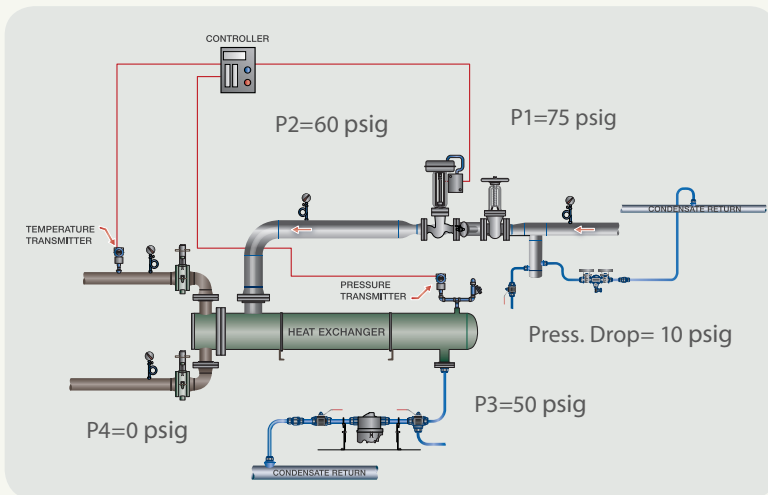 CONTROLLER
P2=60 psig
P1=75 psig
CONDENSATE RETURN
TEMPERATURE
TRANSMITTER
PRESSURE
TRANSMITTER
HEAT EXCHANGER
Press. Drop= 10 psig
P3=50 psig
P4=0 psig
CONDENSATE RETURN